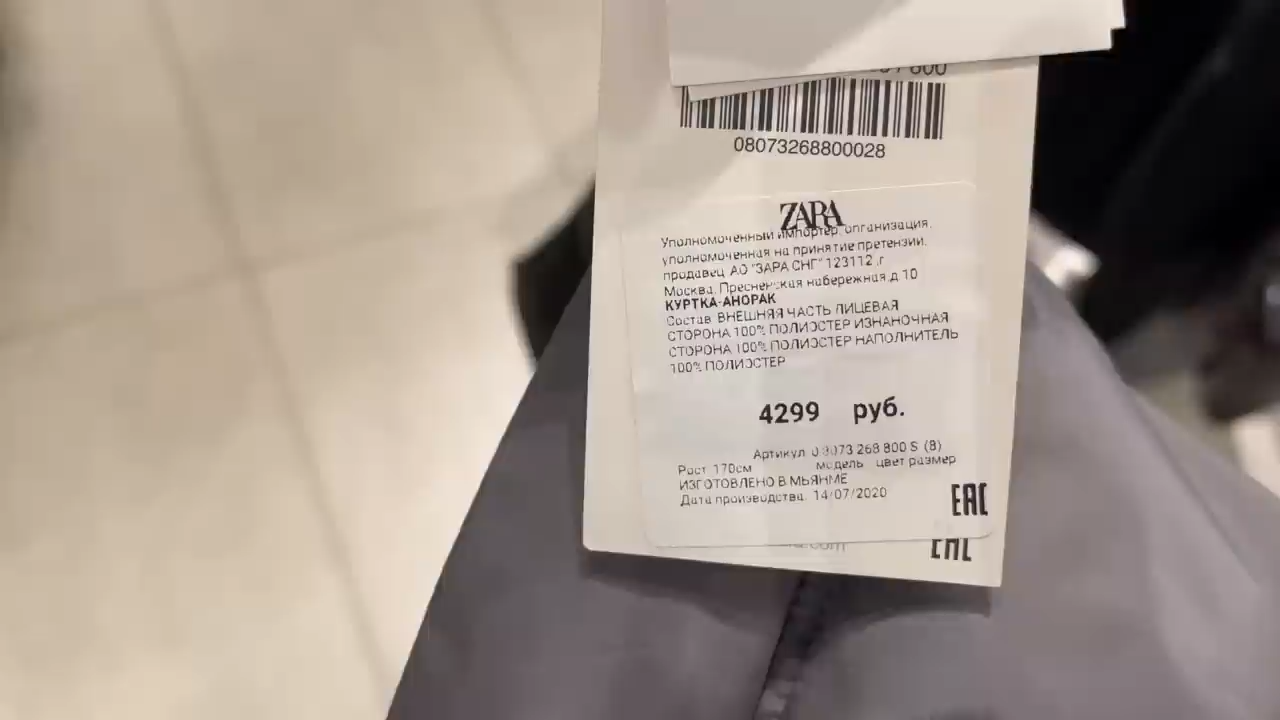 800
08073268800028
ZARA
Уполномоченный импортер, организация,
уполномоченная на принятие претензии,
продавец АО "ЗАРА СНГ" 123112 ,г
Москва, Пресненская набережная,д 10
КУРТКА-АНОРАК
Состав: ВНЕШНЯЯ ЧАСТЬ ЛИЦЕВАЯ
СТОРОНА 100% ПОЛИЭСТЕР ИЗНАНОЧНАЯ
СТОРОНА 100% ПОЛИЭСТЕР НАПОЛНИТЕЛЬ
100% ПОЛИЭСТЕР
4299 руб.
Артикул 0 8073 268 800 S (8)
Рост 170см модель цвет размер
ИЗГОТОВЛЕНО В МЬЯНМЕ
Дата производства: 14/07/2020
EAC
.com EAC